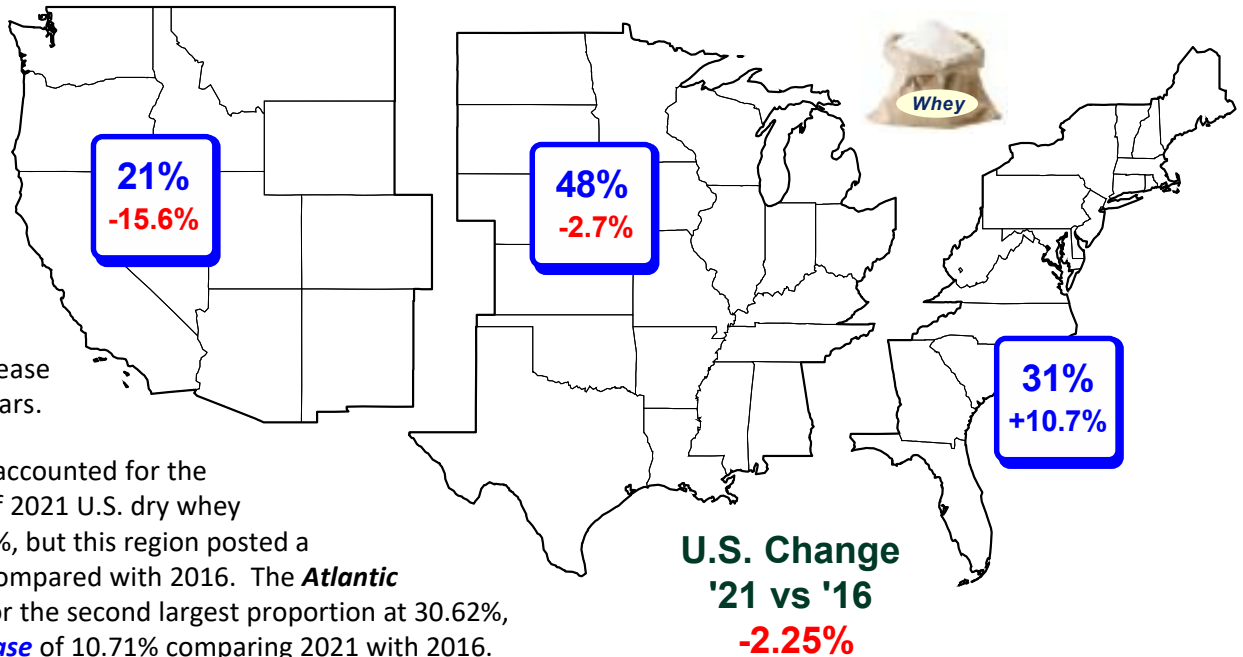 Whey
21%
-15.6%
48%
-2.7%
31%
+10.7%
ars.
accounted for the
2021 U.S. dry whey
%, but this region posted a
ompared with 2016. The Atlantic
or the second largest proportion at 30.62%,
ase of 10.71% comparing 2021 with 2016.
U.S. Change
'21 vs '16
-2.25%